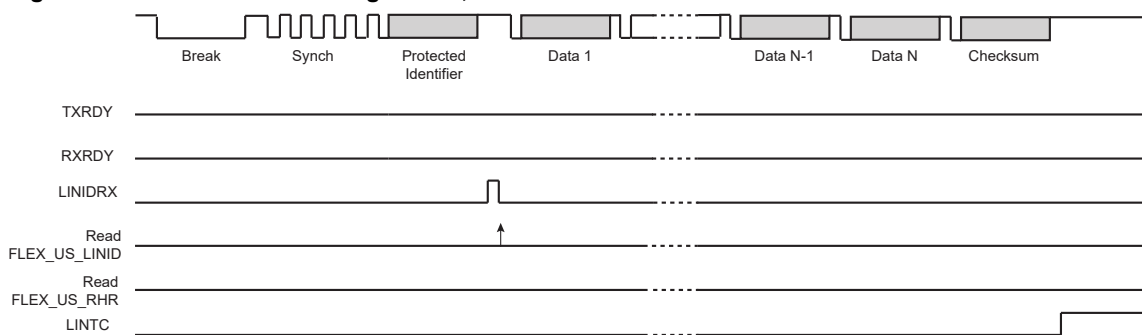 Break Synch Protected Identifier Data 1 Data N-1 Data N Checksum
TXRDY
RXRDY
LINIDRX
Read
FLEX_US_LINID
Read
FLEX_US_RHR
LINTC